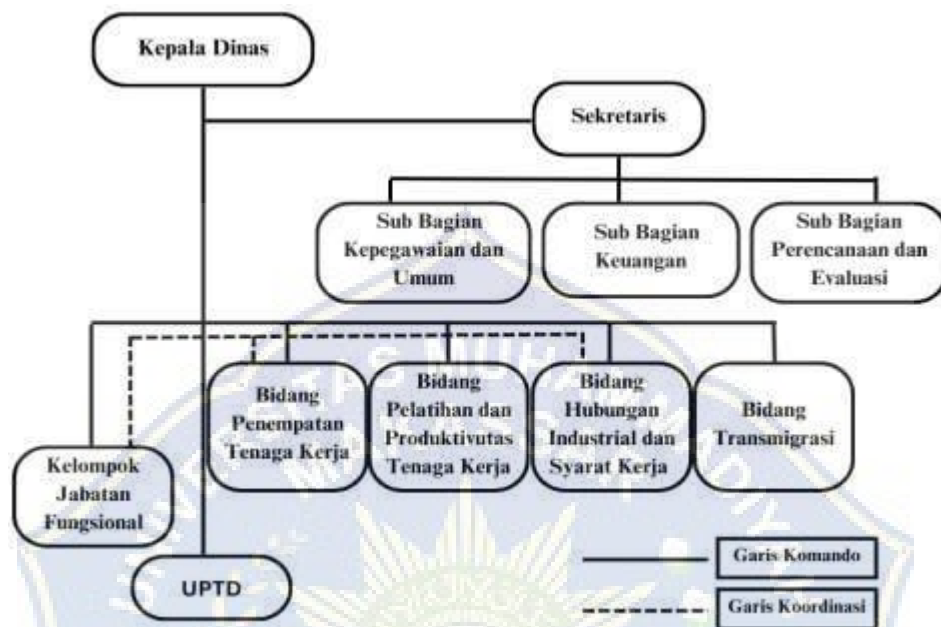 Kepala Dinas
Sekretaris
Sub Bagian
Kepegawaian dan
Umum
Sub Bagian
Keuangan
Sub Bagian
Perencanaan dan
Evaluasi
Bidang
Penempatan
Tenaga Kerja
Bidang
Pelatihan dan
Produktivutas
Tenaga Kerja
Bidang
Hubungan
Industrial dan
Syarat Kerja
Bidang
Transmigrasi
Kelompok
Jabatan
Fungsional
UPTD
Garis Komando
Garis Koordinasi